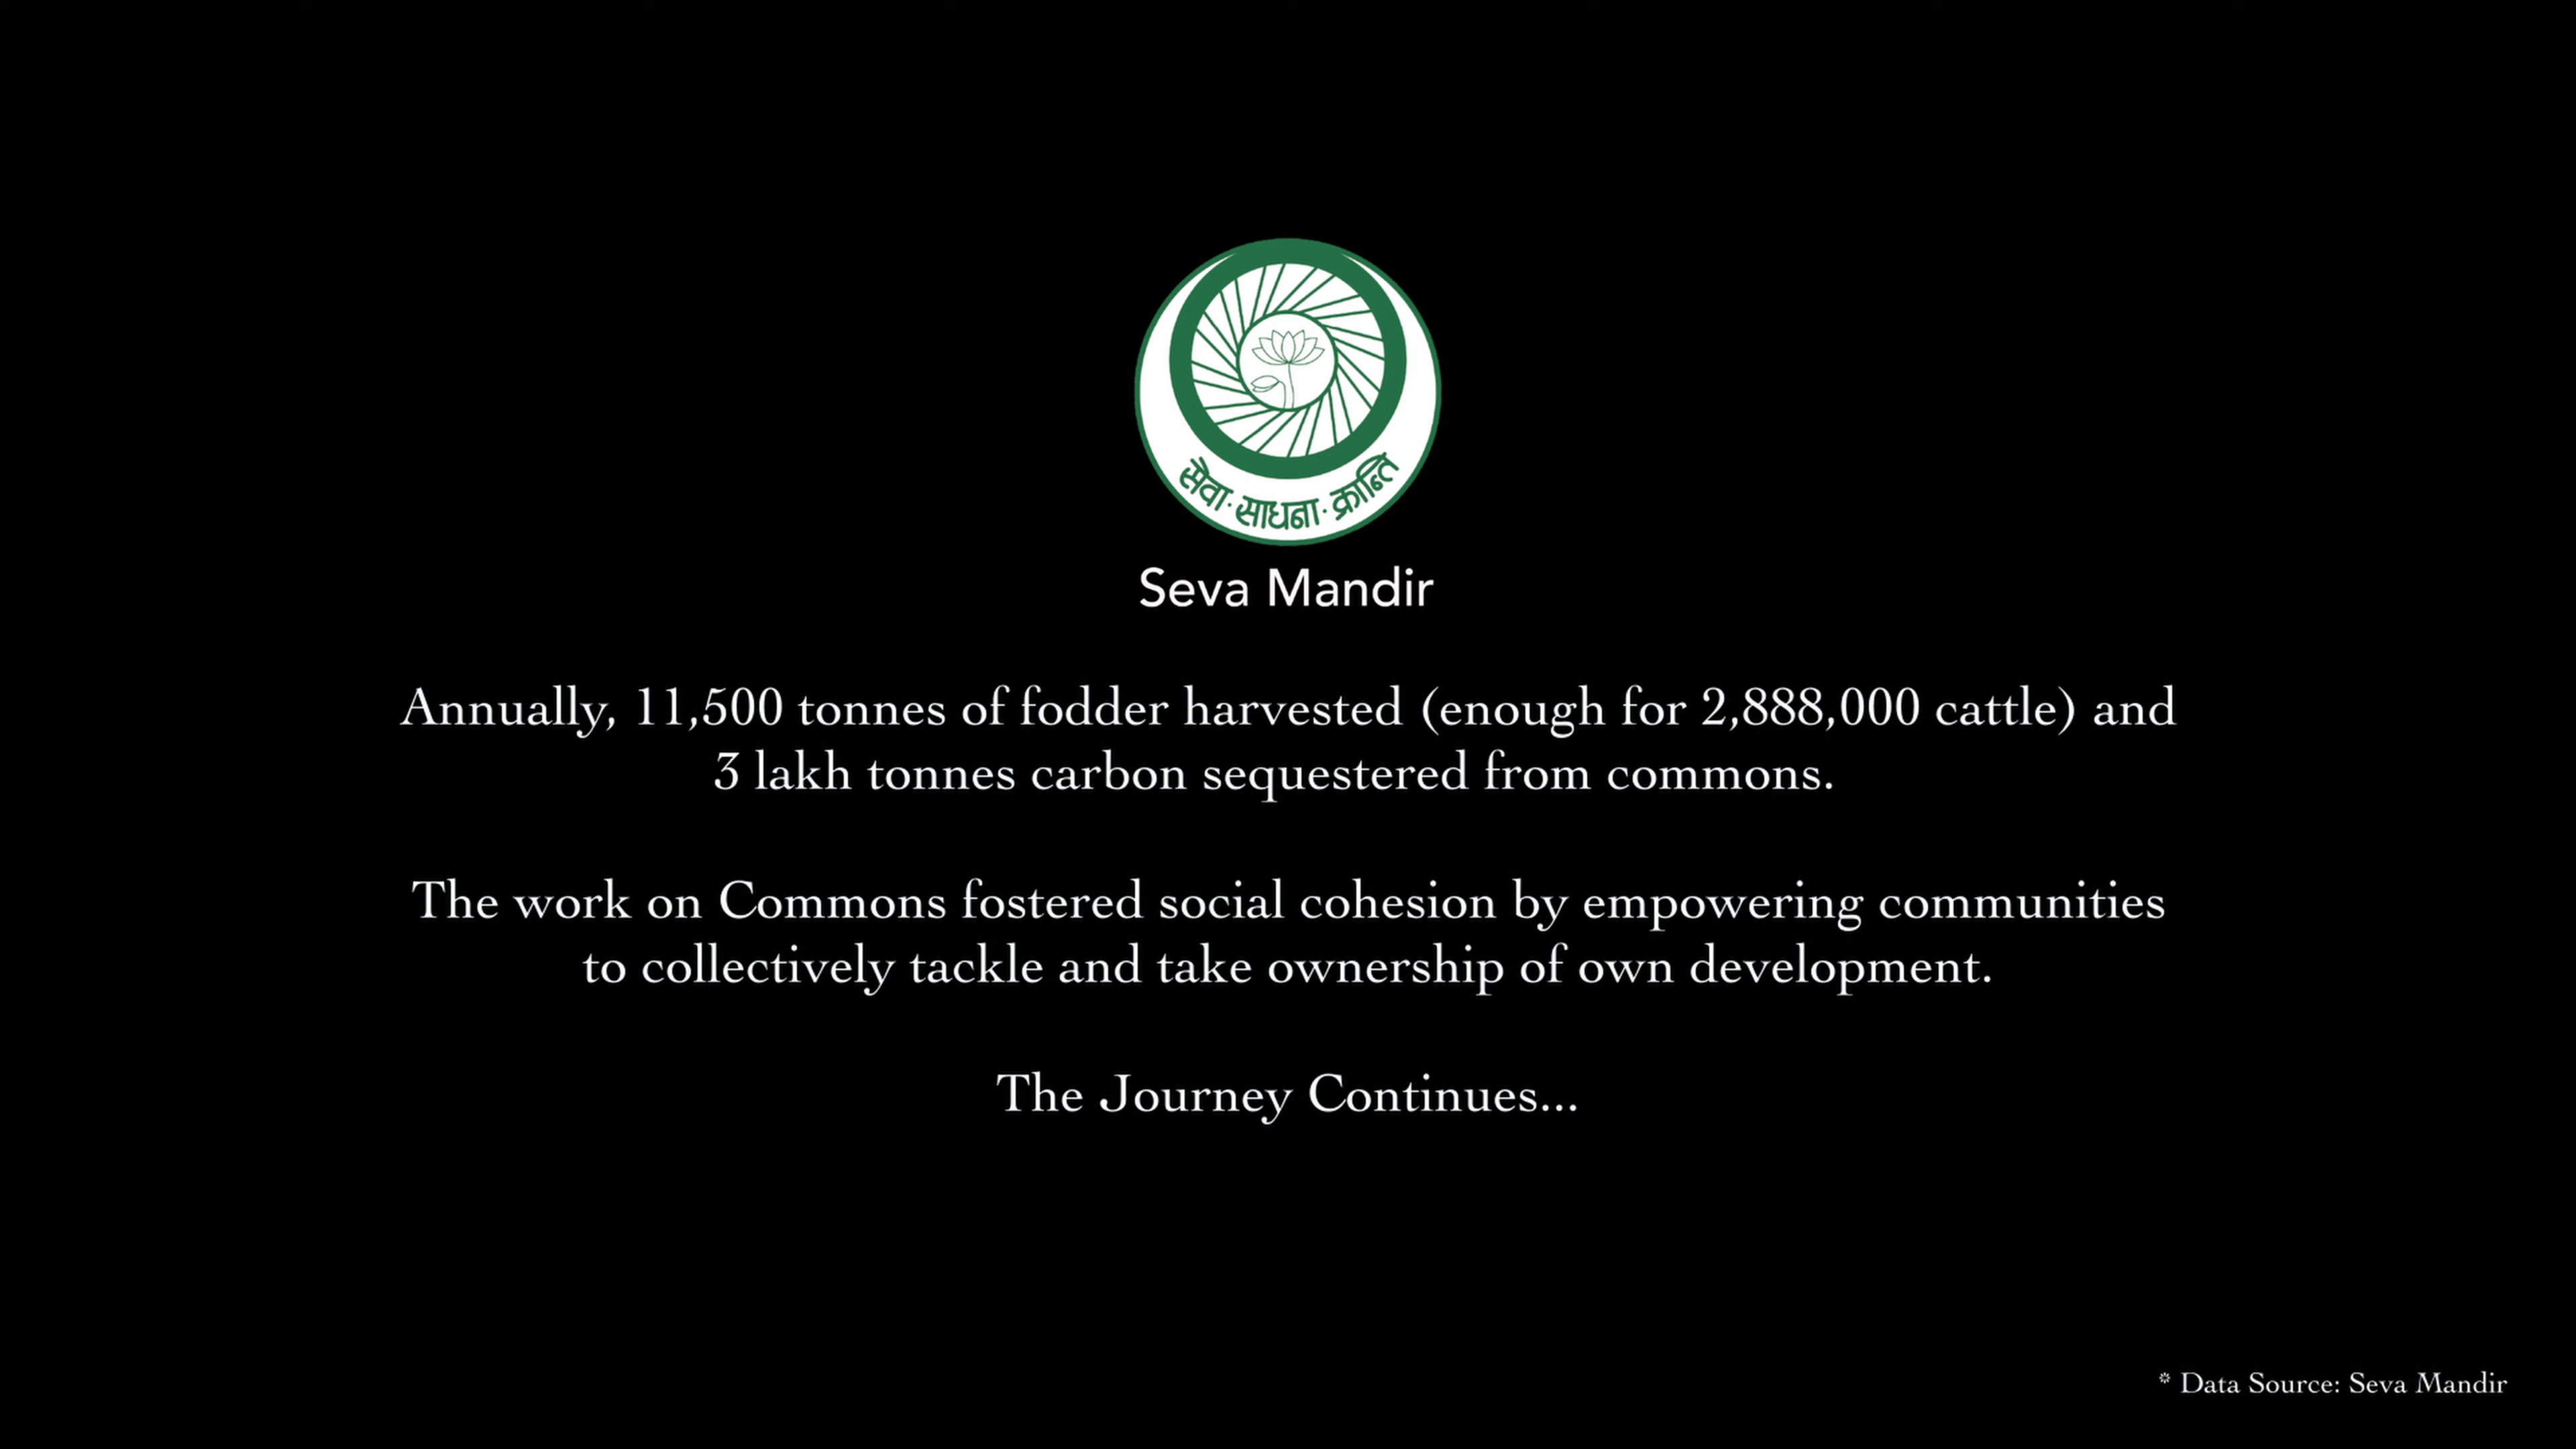 सेवा · साधना · क्रान्ति
Seva Mandir
Annually, 11,500 tonnes of fodder harvested (enough for 2,888,000 cattle) and
3 lakh tonnes carbon sequestered from commons.
The work on Commons fostered social cohesion by empowering communities
to collectively tackle and take ownership of own development.
The Journey Continues...
* Data Source: Seva Mandir